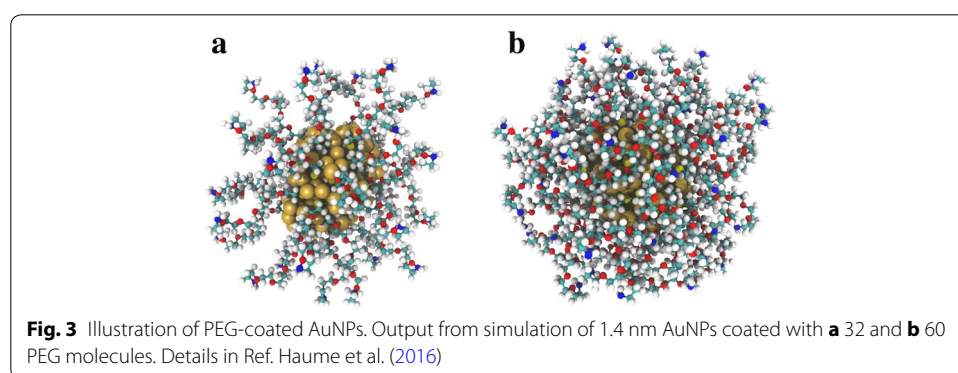 a
b
Fig. 3 Illustration of PEG-coated AuNPs. Output from simulation of 1.4 nm AuNPs coated with a 32 and b 60
PEG molecules. Details in Ref. Haume et al. (2016)